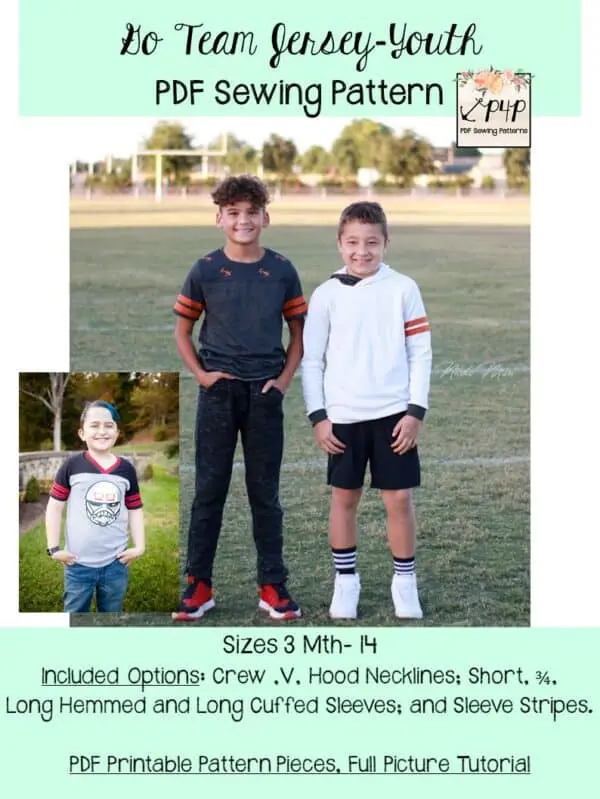 Go Team Jersey-Youth
PDF Sewing Pattern
P4P
PDF Sewing Patterns
Sizes 3 Mth- 14
Included Options: Crew ,V, Hood Necklines; Short, ¾,
Long Hemmed and Long Cuffed Sleeves; and Sleeve Stripes.
PDF Printable Pattern Pieces, Full Picture Tutorial